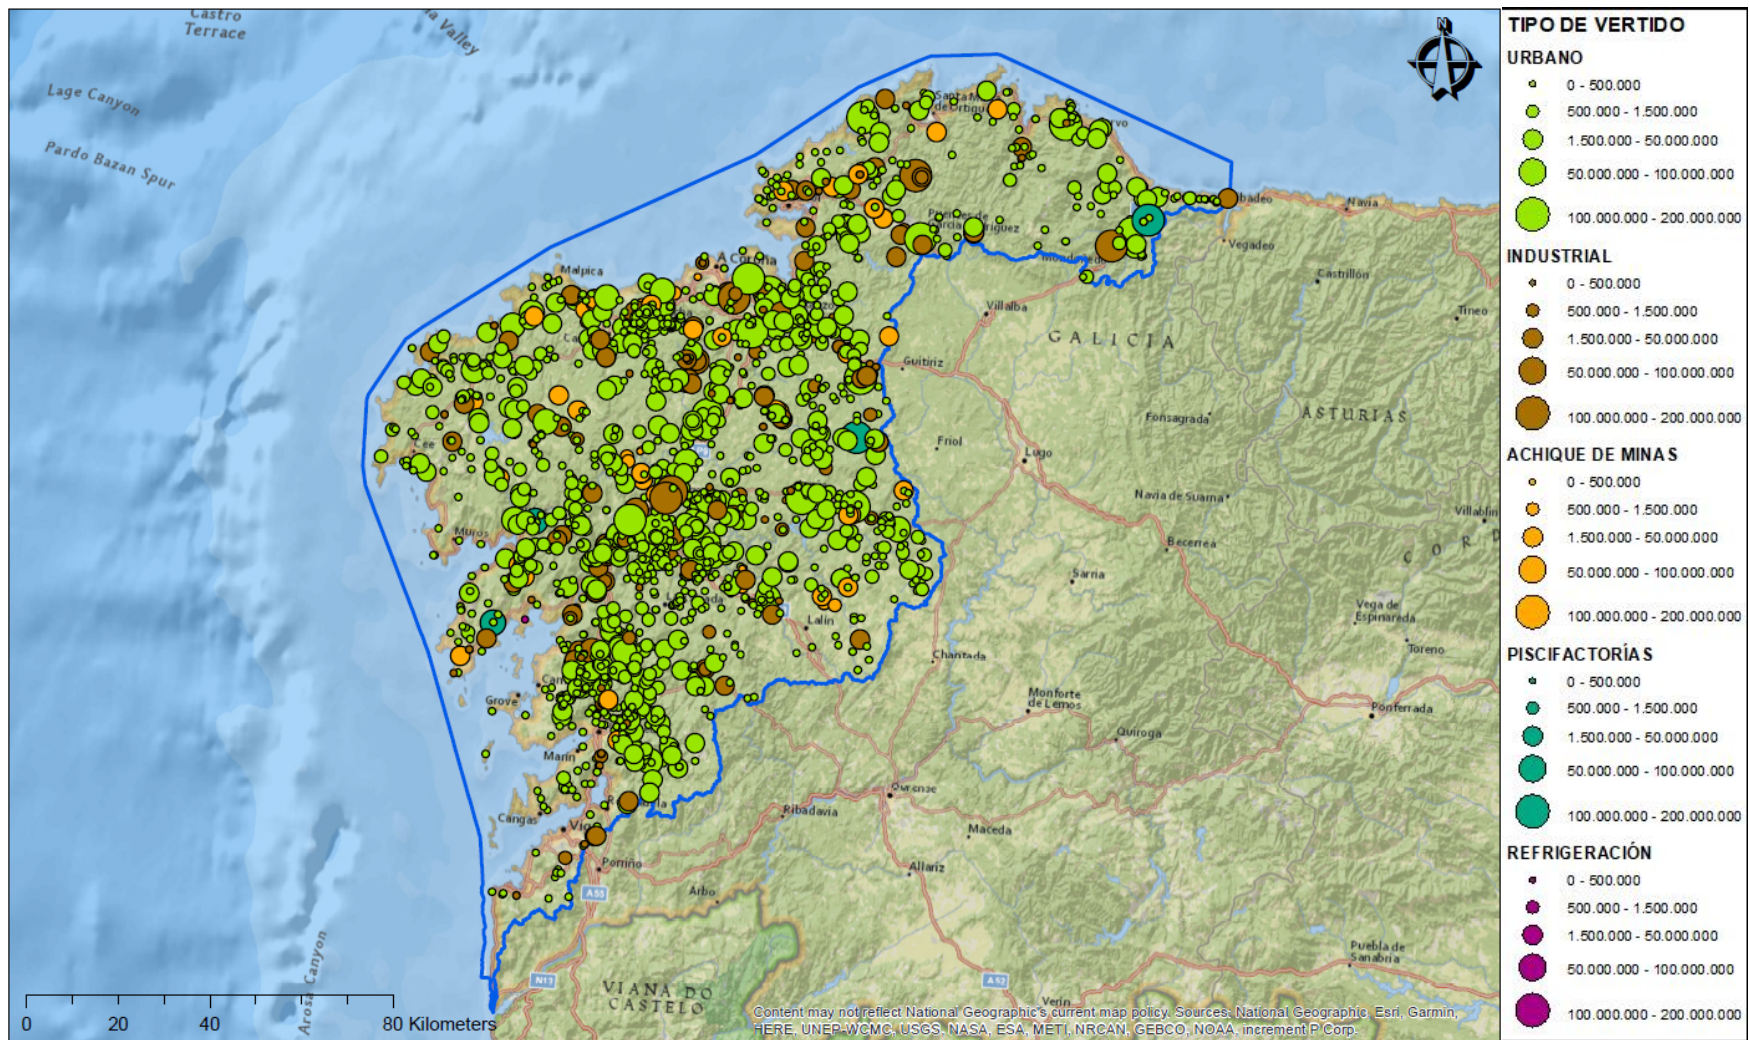 Castro
Terrace
Valley
Lage Canyon
Pardo Bazan Spur
Arosa Canyon
N
Malpica
A Coruña
Cee
Muros
Grove
Marín
Cangas
Porriño
A55
Arbo
N13
VIANA DO
CASTELO
Lalín
Chantada
Villalba
Guitiriz
Friol
Lugo
GALICIA
Vegadeo
Navia
Castrillón
Tineo
Fonsagrada
ASTURIAS
Navia de Suarna
Villablin
Becerrea
Sarria
Vega de
Espinareda
Toreno
Ponferrada
Monforte
de Lemos
Quiroga
Ourense
Ribadavia
Maceda
Allariz
A52
Verin
Puebla de
Sanabria
0 20 40 80 Kilometers
Content may not reflect National Geographic's current map policy. Sources: National Geographic, Esri, Garmin,
HERE, UNEP-WCMC, USGS, NASA, ESA, METI, NRCAN, GEBCO, NOAA, increment P Corp.
TIPO DE VERTIDO
URBANO
0 - 500.000
500.000 - 1.500.000
1.500.000 - 50.000.000
50.000.000 - 100.000.000
100.000.000 - 200.000.000
INDUSTRIAL
0 - 500.000
500.000 - 1.500.000
1.500.000 - 50.000.000
50.000.000 - 100.000.000
100.000.000 - 200.000.000
ACHIQUE DE MINAS
0 - 500.000
500.000 - 1.500.000
1.500.000 - 50.000.000
50.000.000 - 100.000.000
100.000.000 - 200.000.000
PISCIFACTORÍAS
0 - 500.000
500.000 - 1.500.000
1.500.000 - 50.000.000
50.000.000 - 100.000.000
100.000.000 - 200.000.000
REFRIGERACIÓN
0 - 500.000
500.000 - 1.500.000
1.500.000 - 50.000.000
50.000.000 - 100.000.000
100.000.000 - 200.000.000